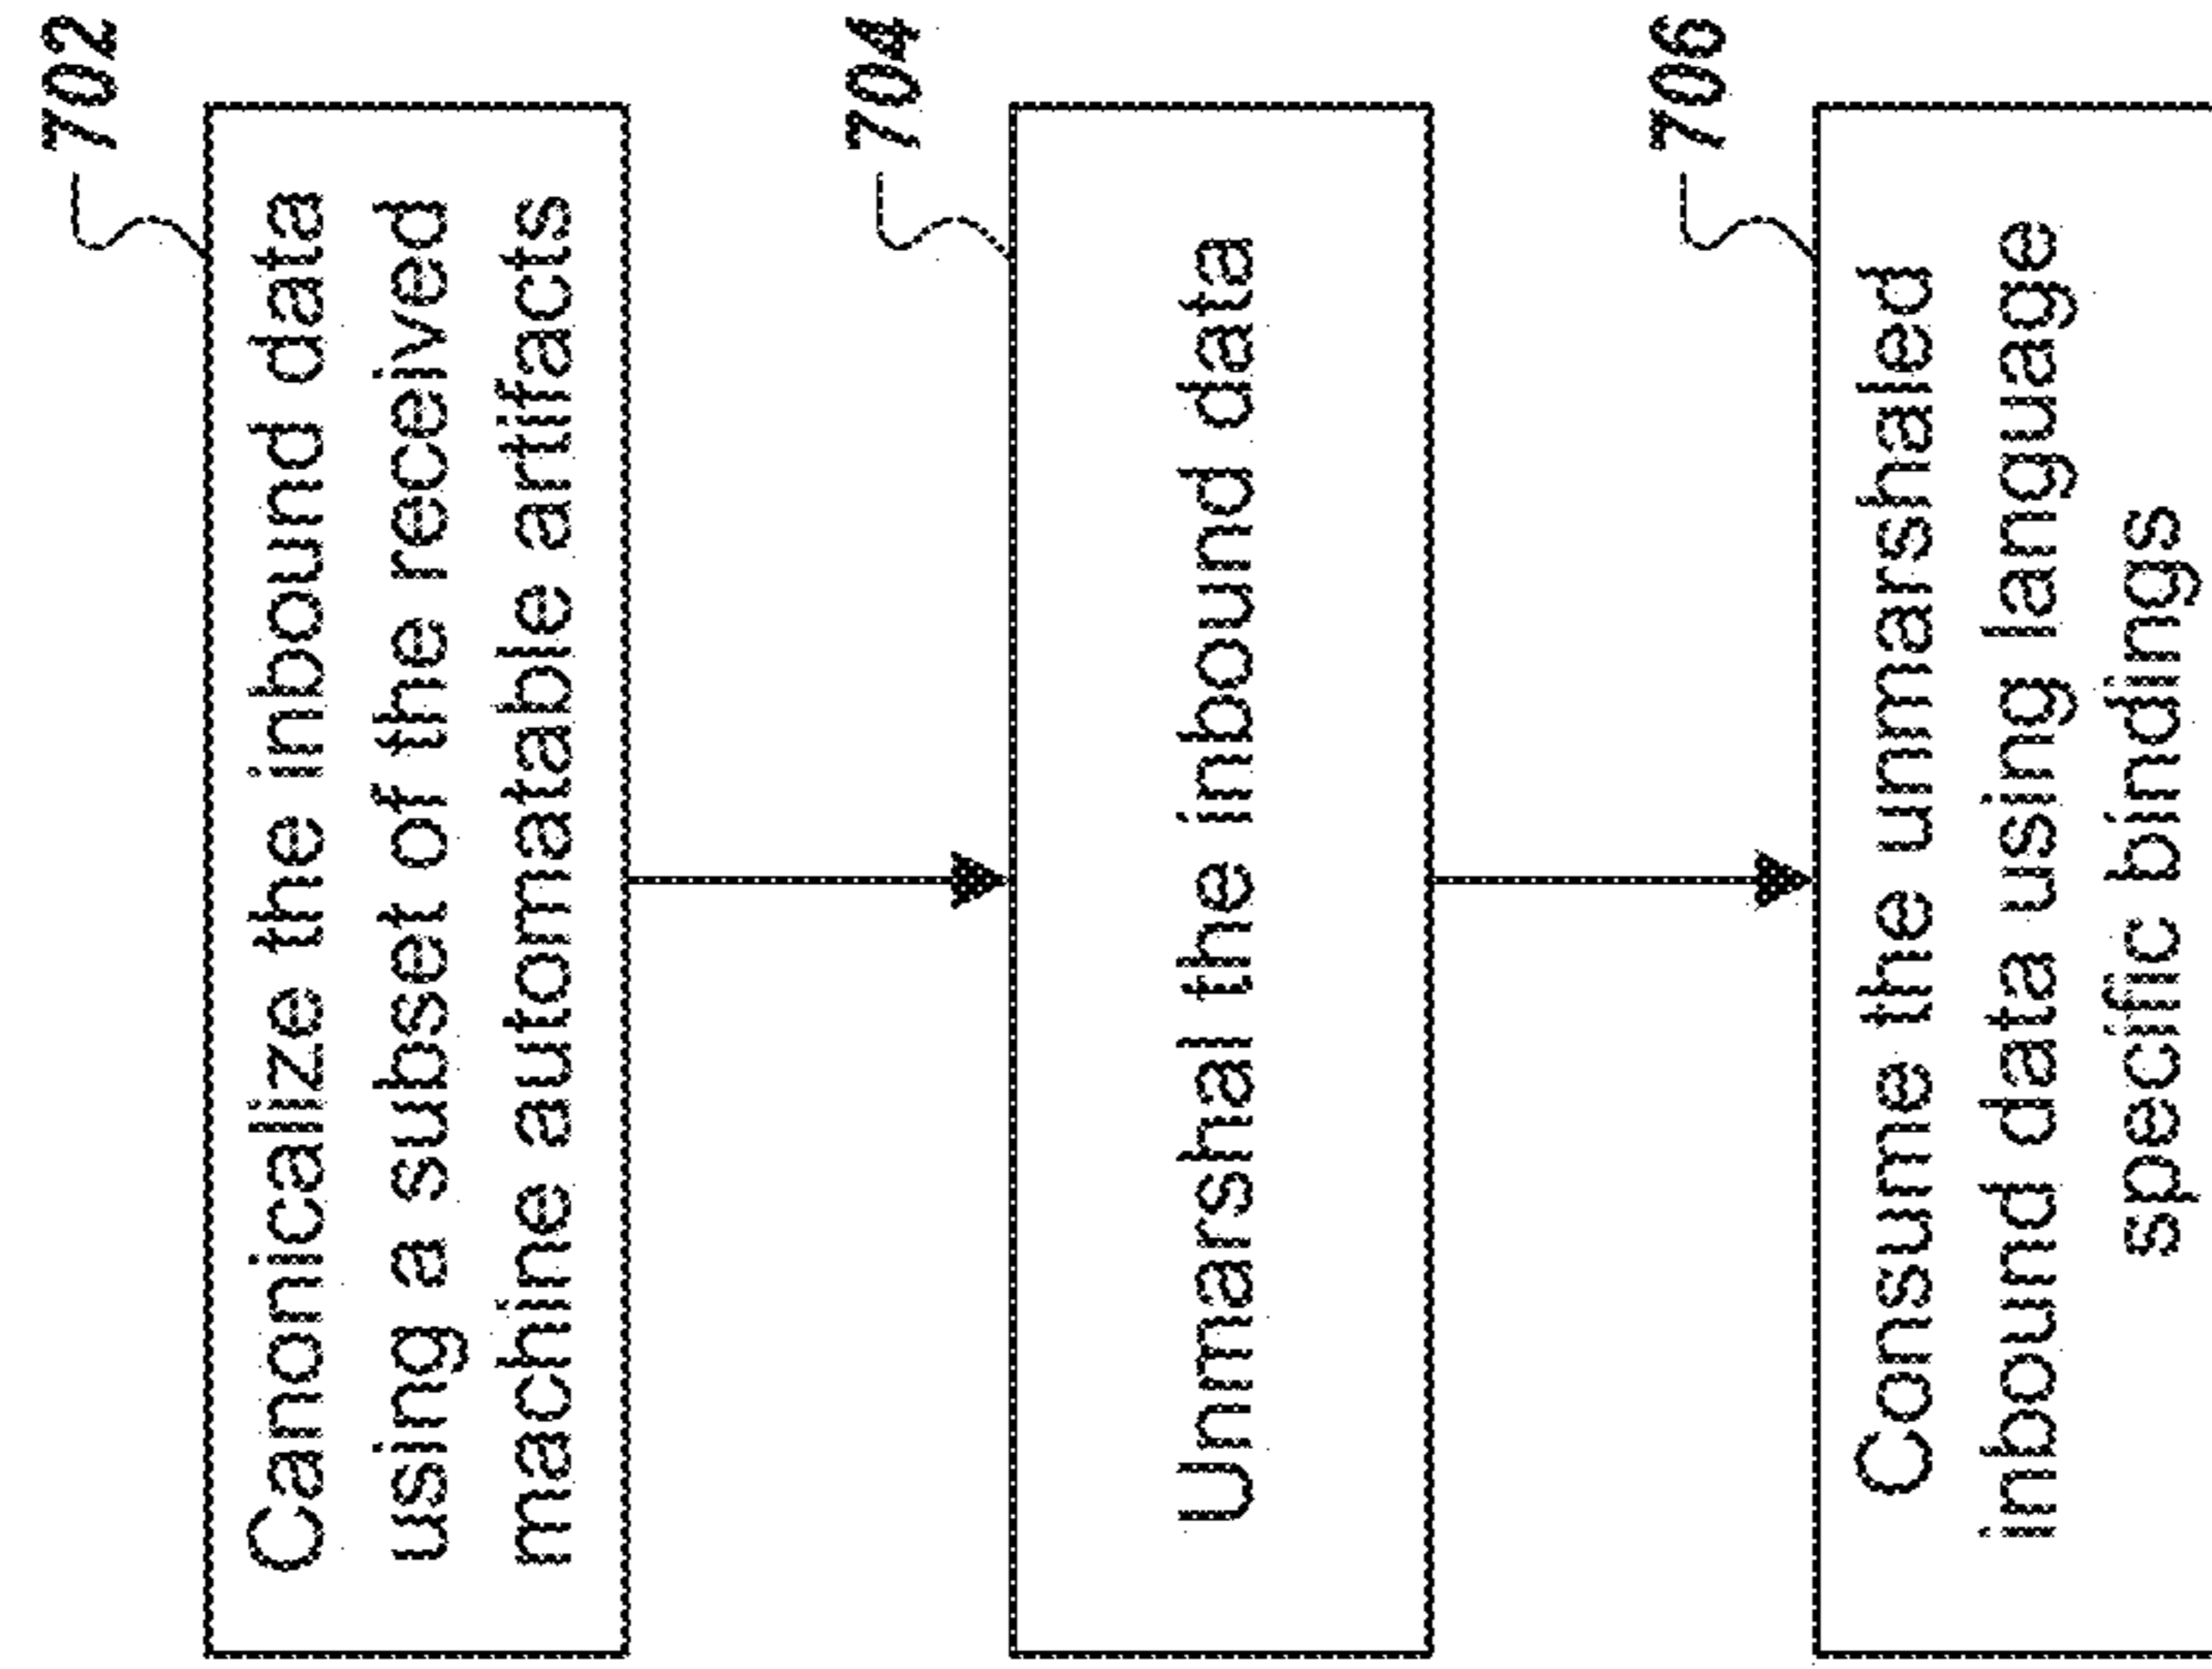 702
Canonicalize the inbound data
using a subset of the received
machine automatable artifacts
704
Unmarshal the inbound data
706
Consume the unmarshaled
inbound data using language
specific bindings